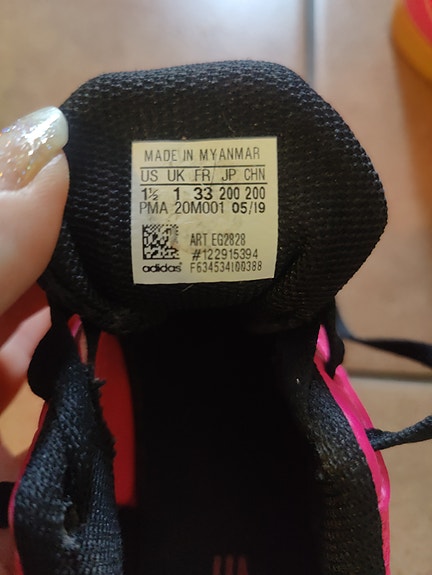 MADE IN MYANMAR
US UK FR JP CHN
1½ 1 33 200 200
PMA 20M001 05/19
ART EG2828
#122915394
adidas F634534100388